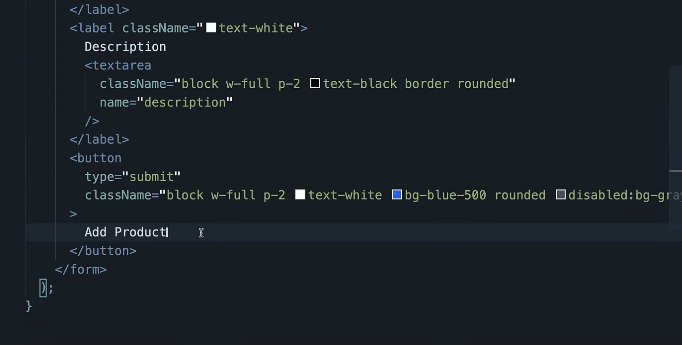 </label>
<label className="text-white">
Description
<textarea
className="block w-full p-2 text-black border rounded"
name="description"
/>
</label>
<button
type="submit"
className="block w-full p-2 text-white bg-blue-500 rounded disabled:bg-gra
>
Add Product
</button>
</form>
);
}